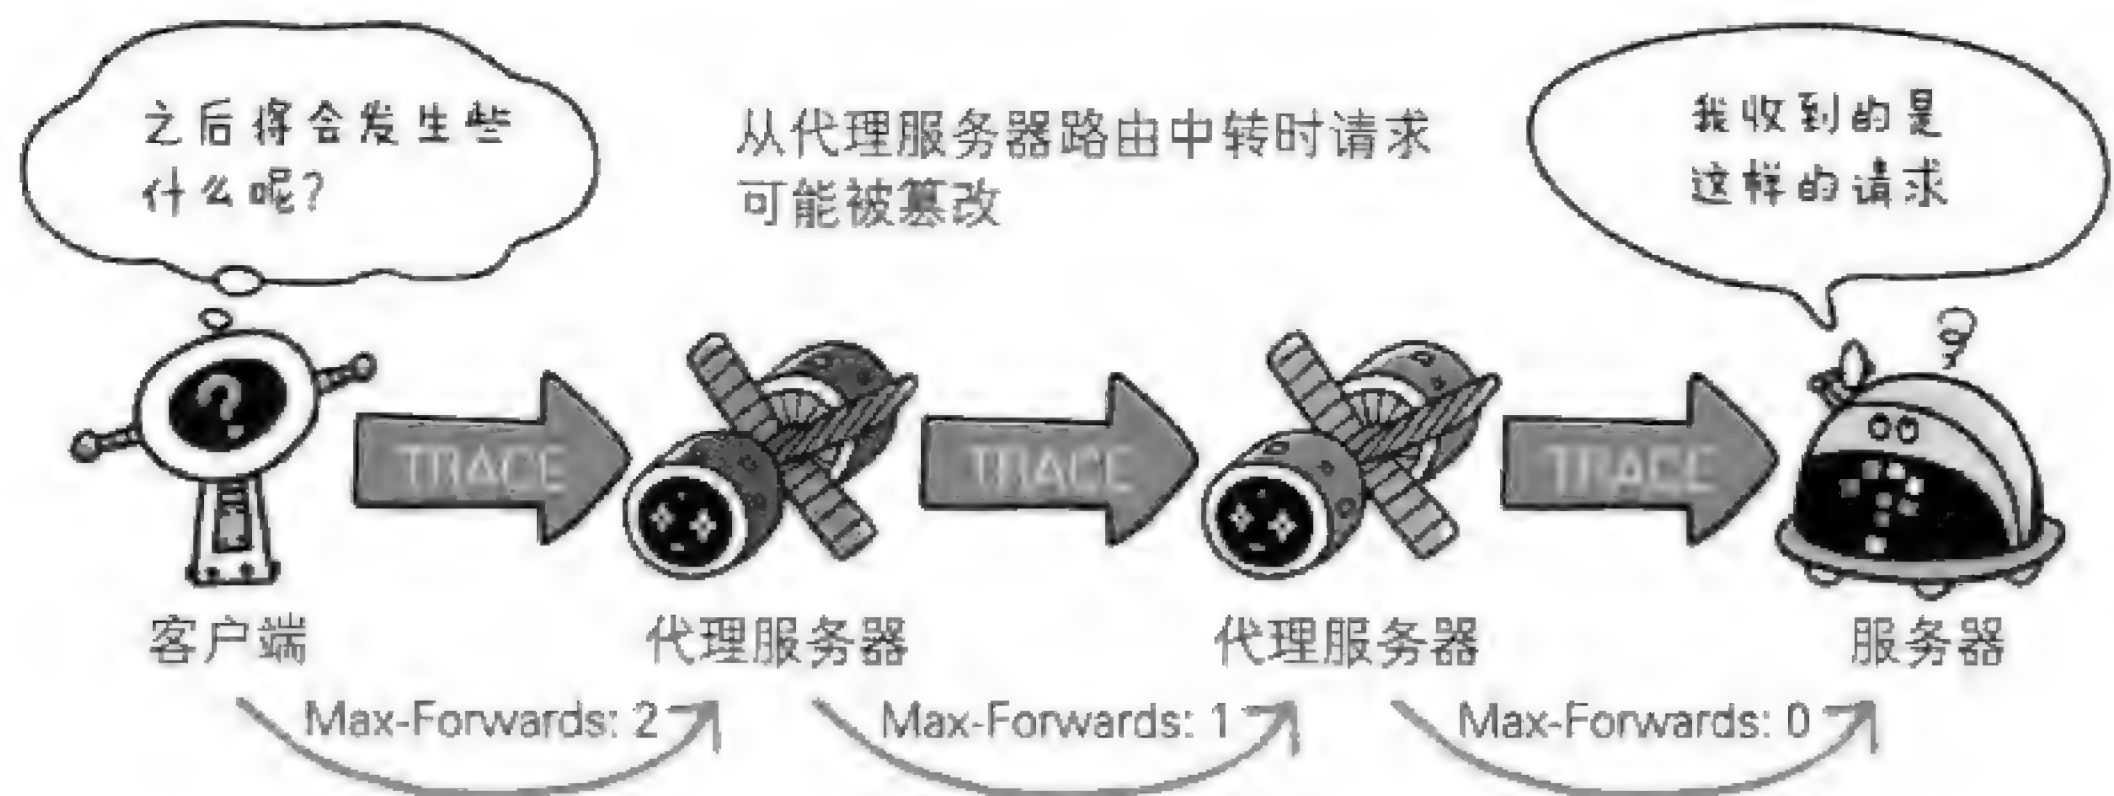 之后将会发生些
什么呢?
从代理服务器路由中转时请求
可能被篡改
我收到的是
这样的请求
TRACE
TRACE
TRACE
客户端
代理服务器
代理服务器
服务器
Max-Forwards: 2
Max-Forwards: 1
Max-Forwards: 0